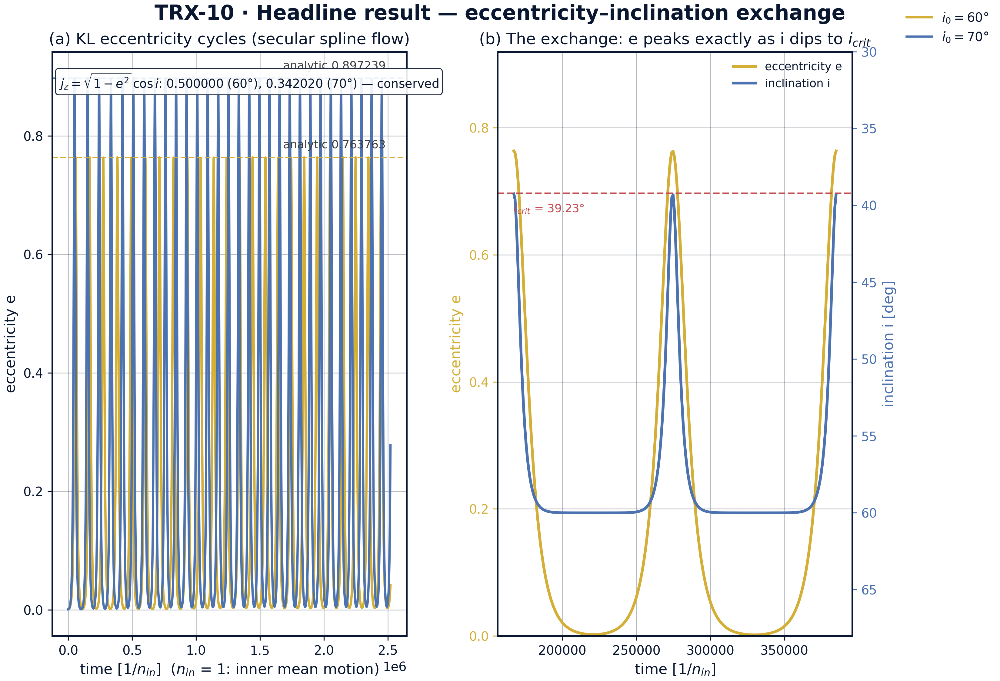 TRX-10 · Headline result — eccentricity–inclination exchange
i₀ = 60°
i₀ = 70°
(a) KL eccentricity cycles (secular spline flow)
analytic 0.897239
j_z = √(1 − e²) cos i: 0.500000 (60°), 0.342020 (70°) — conserved
analytic 0.763763
eccentricity e
0.8
0.6
0.4
0.2
0.0
0.0 0.5 1.0 1.5 2.0 2.5
1e6
time [1/n_in] (n_in = 1: inner mean motion)
(b) The exchange: e peaks exactly as i dips to i_crit
eccentricity e
inclination i
i_crit = 39.23°
eccentricity e
0.8
0.6
0.4
0.2
0.0
30
35
40
45
50
55
60
65
inclination i [deg]
200000 250000 300000 350000
time [1/n_in]